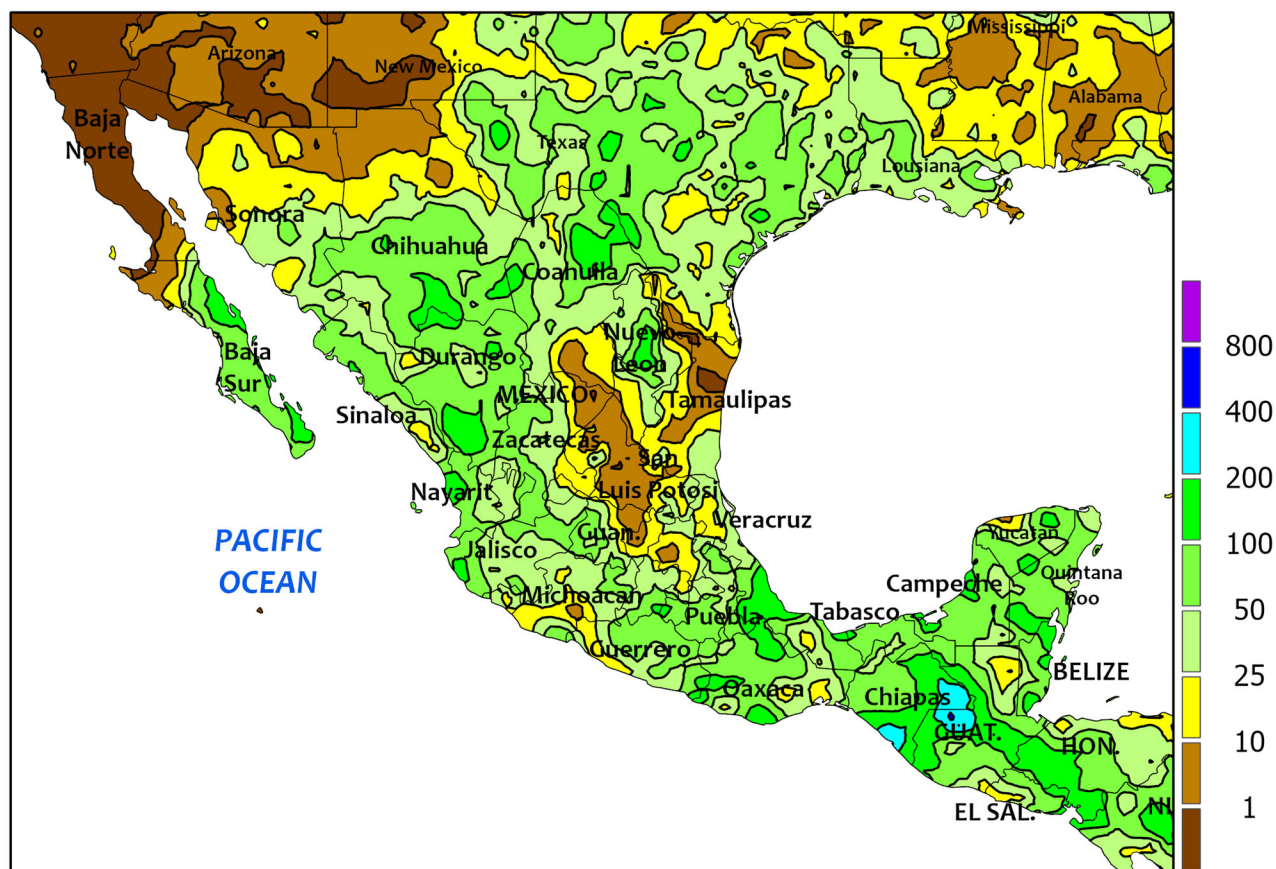 Mississippi
Arizona
New Mexico
Alabama
Baja
Norte
Texas
Lousiana
Sonora
Chihuahua
Coahuila
Nuevo
Leon
Baja
Sur
Durango
MEXICO
Tamaulipas
Sinaloa
Zacatecas
San
Luis Potosi
Nayarit
Veracruz
PACIFIC
OCEAN
Guan.
Jalisco
Yucatan
Quintana
Roo
Campeche
Michoacan
Puebla
Tabasco
Guerrero
BELIZE
Oaxaca
Chiapas
GUAT.
HON.
EL SAL.
NI
800
400
200
100
50
25
10
1